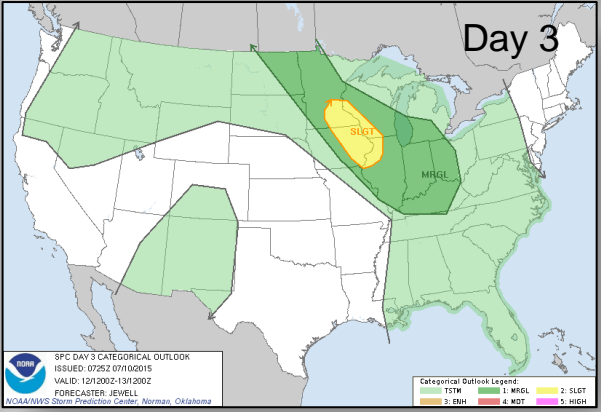 Day 3
SLGT
MRGL
NOAA
SPC DAY 3 CATEGORICAL OUTLOOK
ISSUED: 0725Z 07/10/2015
VALID: 12/1200Z-13/1200Z
FORECASTER: JEWELL
NOAA/NWS Storm Prediction Center, Norman, Oklahoma
Categorical Outlook Legend:
TSTM 1: MRGL 2: SLGT
3: ENH 4: MDT 5: HIGH